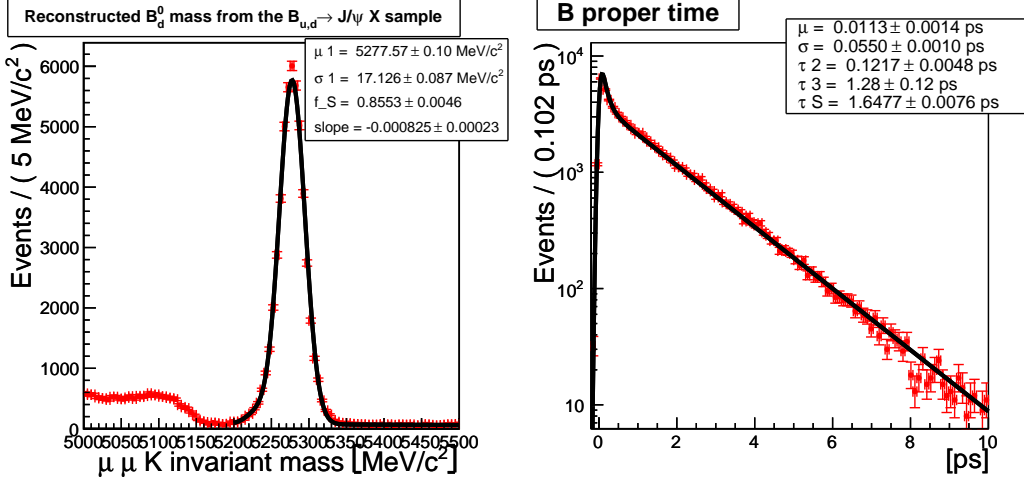 Reconstructed B_d^0 mass from the B_{u,d}→ J/ψ X sample
μ 1 = 5277.57 ± 0.10 MeV/c²
σ 1 = 17.126 ± 0.087 MeV/c²
f_S = 0.8553 ± 0.0046
slope = -0.000825 ± 0.00023
Events / ( 5 MeV/c² )
6000
5000
4000
3000
2000
1000
0
5000 5050 5100 5150 5200 5250 5300 5350 5400 5450 5500
μ μ K invariant mass [MeV/c²]
B proper time
μ = 0.0113 ± 0.0014 ps
σ = 0.0550 ± 0.0010 ps
τ 2 = 0.1217 ± 0.0048 ps
τ 3 = 1.28 ± 0.12 ps
τ S = 1.6477 ± 0.0076 ps
Events / ( 0.102 ps )
10⁴
10³
10²
10
0 2 4 6 8 10
[ps]